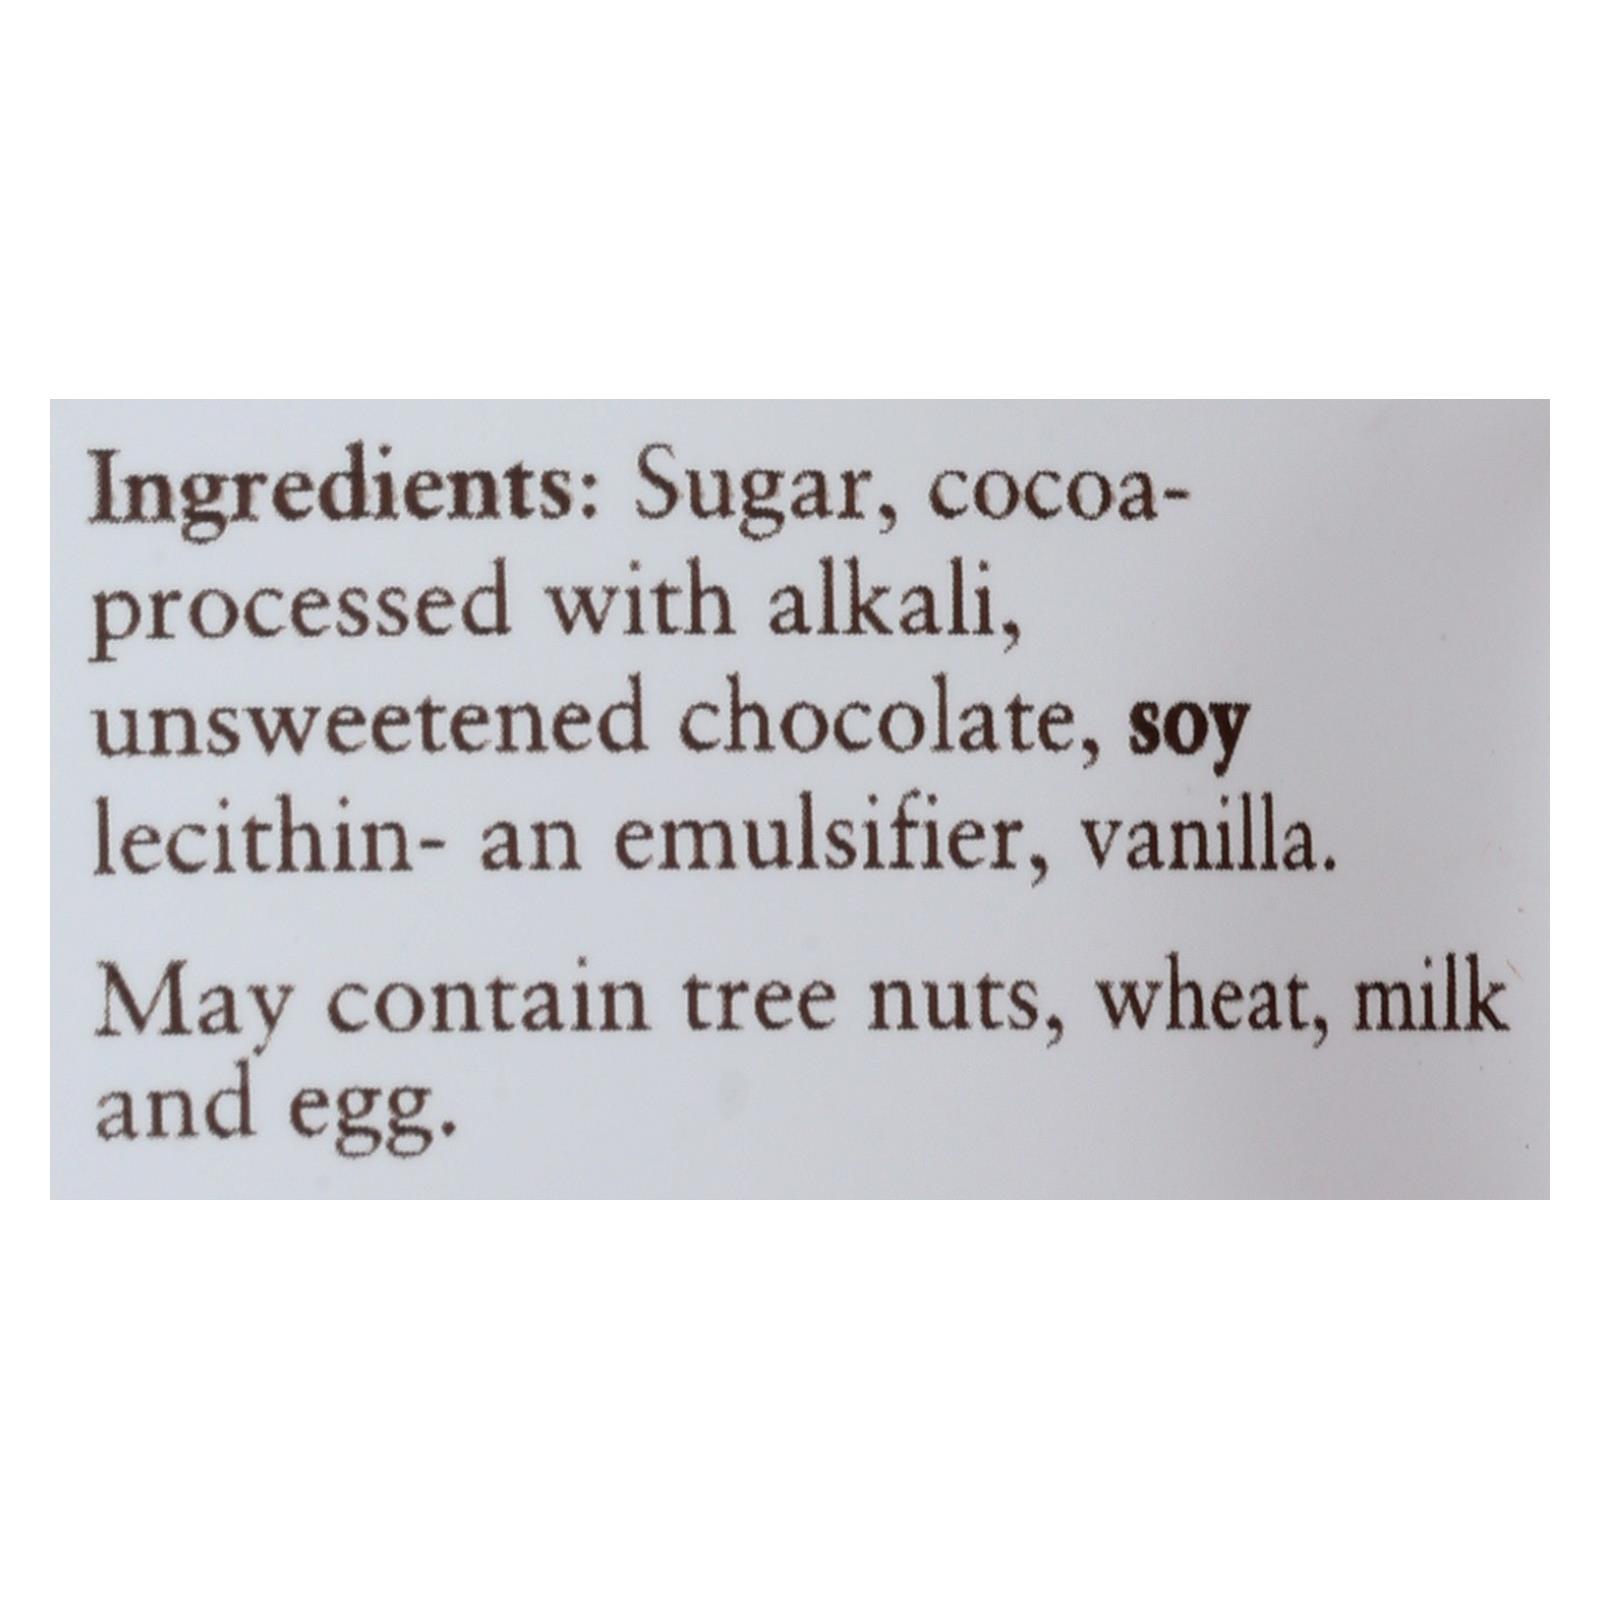 Ingredients: Sugar, cocoa-
processed with alkali,
unsweetened chocolate, soy
lecithin- an emulsifier, vanilla.
May contain tree nuts, wheat, milk
and egg.